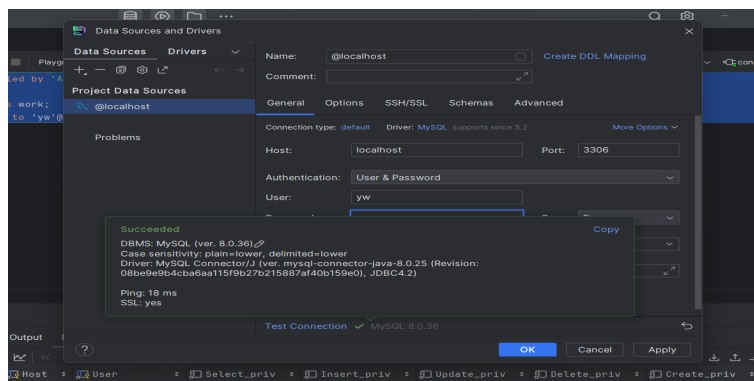 Data Sources and Drivers
Data Sources Drivers
Project Data Sources
@localhost
Problems
Name: @localhost Create DDL Mapping
Comment:
General Options SSH/SSL Schemas Advanced
Connection type: default Driver: MySQL supports since 5.2 More Options
Host: localhost Port: 3306
Authentication: User & Password
User: yw
Succeeded Copy
DBMS: MySQL (ver. 8.0.36)
Case sensitivity: plain=lower, delimited=lower
Driver: MySQL Connector/J (ver. mysql-connector-java-8.0.25 (Revision:
08be9e9b4cba6aa115f9b27b215887af40b159e0), JDBC4.2)
Ping: 18 ms
SSL: yes
Test Connection MySQL 8.0.36
? OK Cancel Apply
Playg
led by 'A
s work;
to 'yw'@
con
Output
Host User Select_priv Insert_priv Update_priv Delete_priv Create_priv